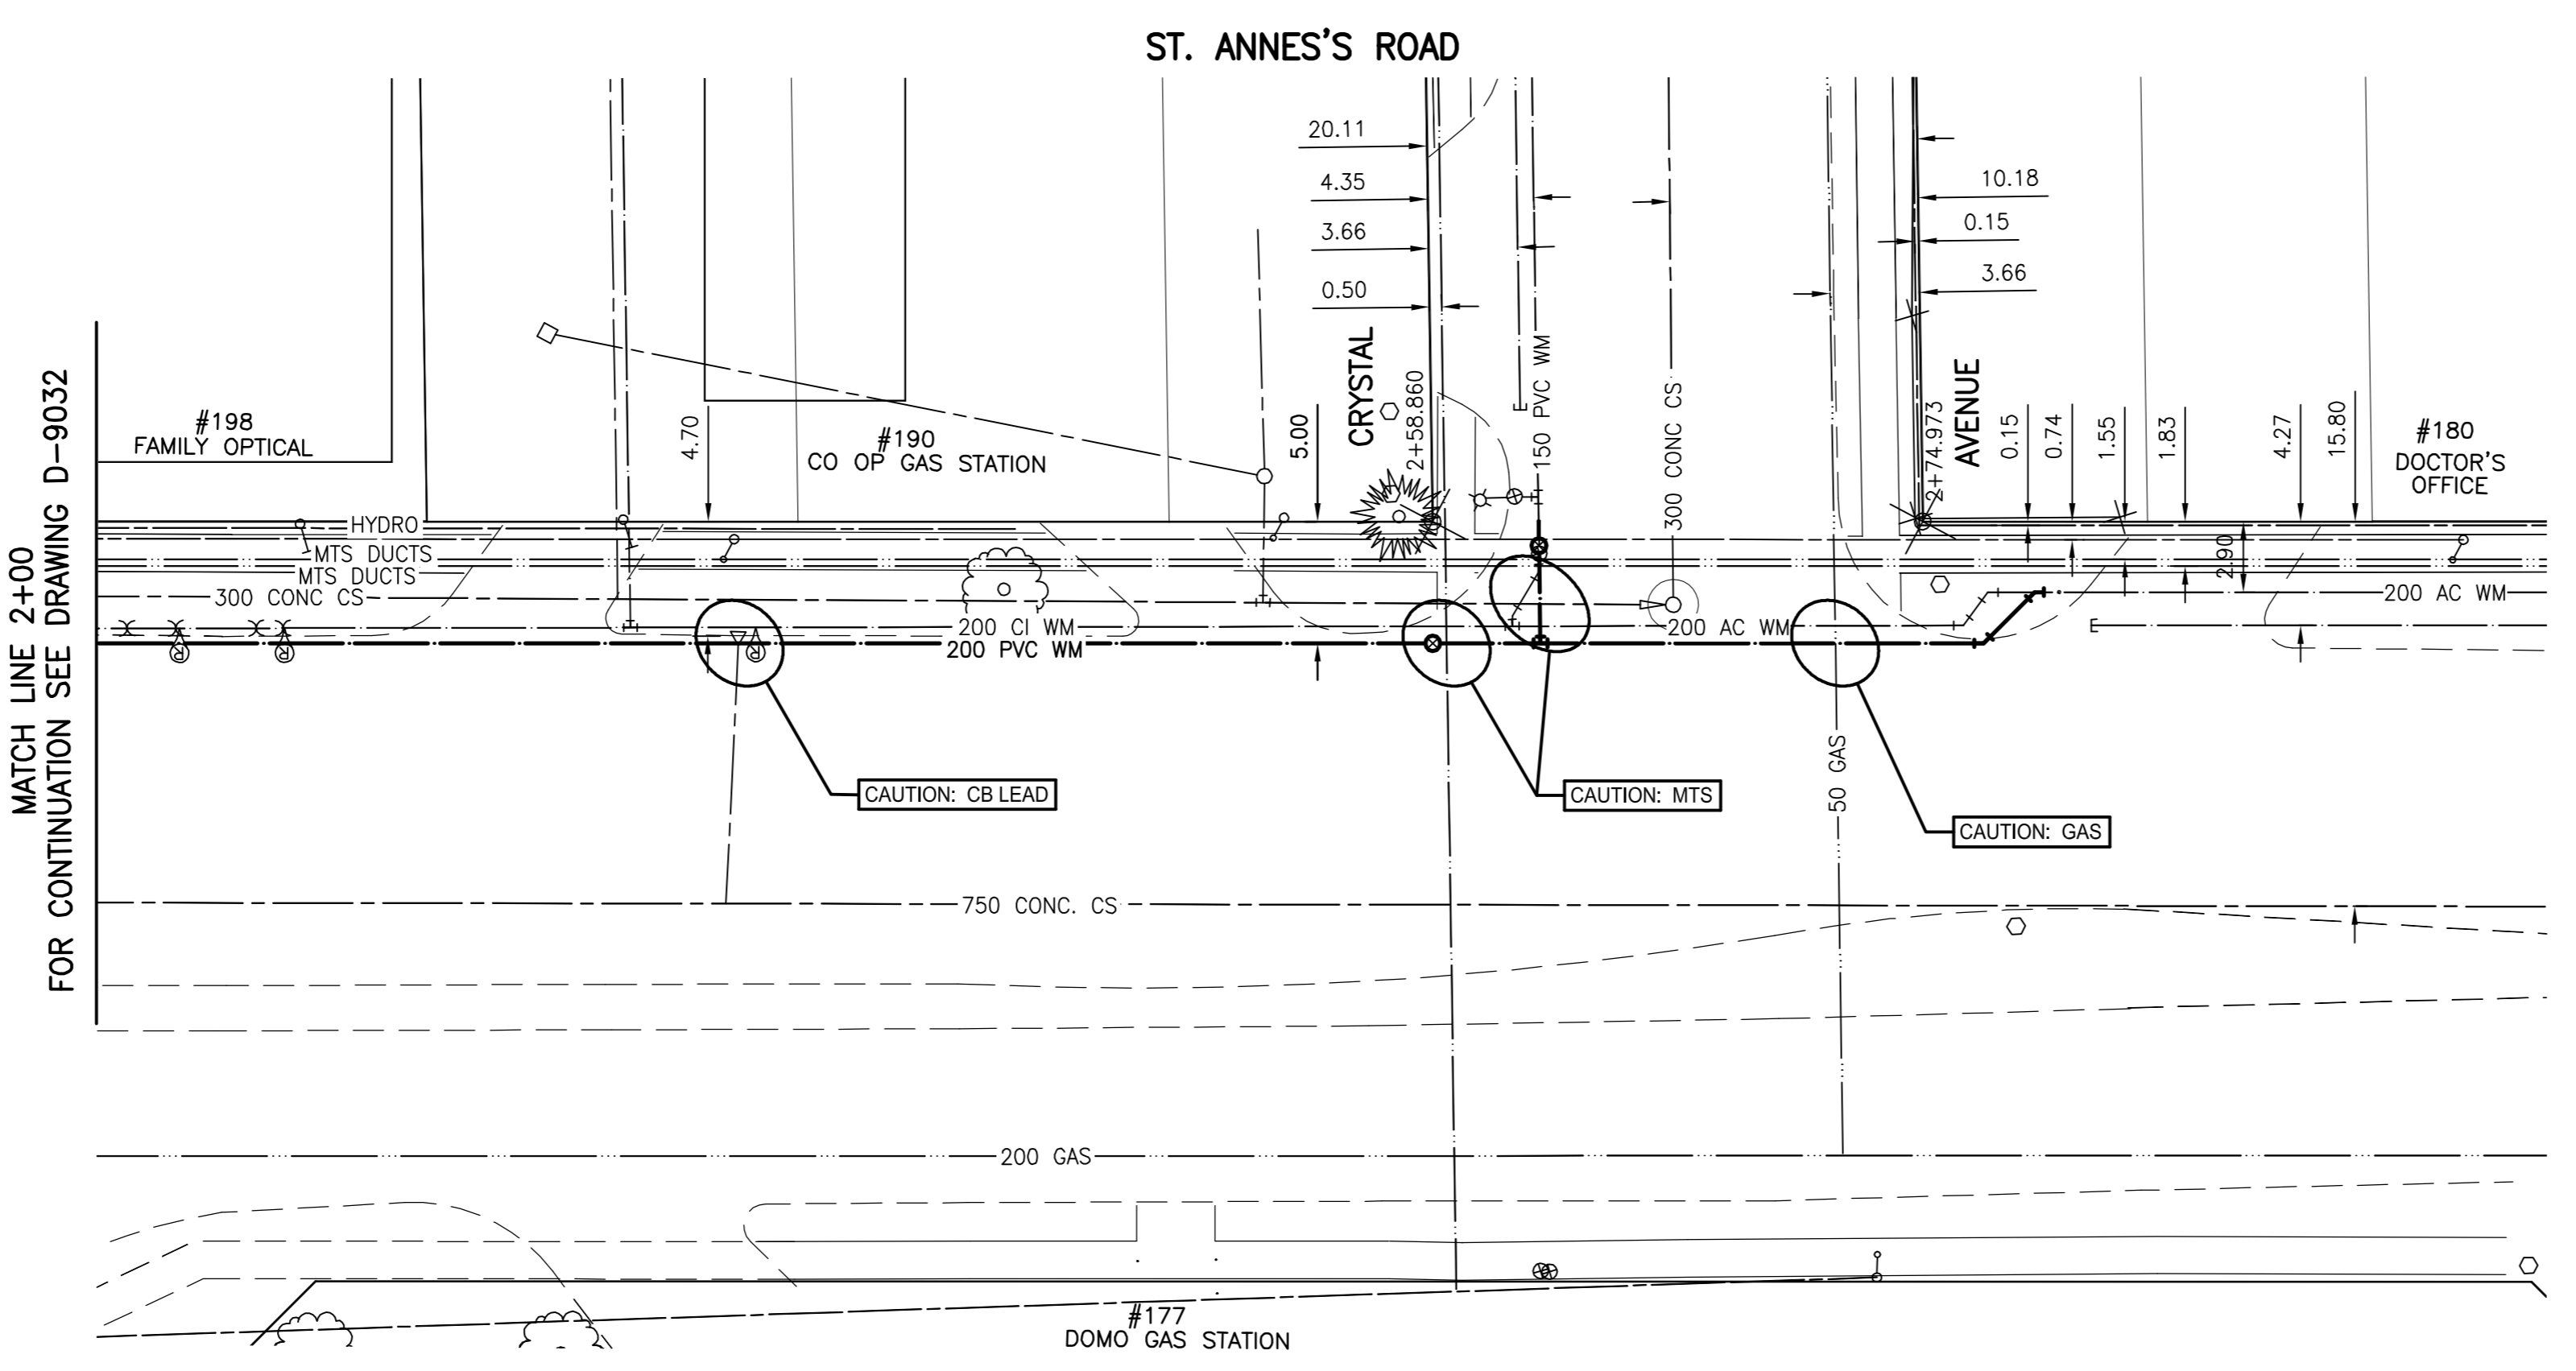 ST. ANNES'S ROAD
20.11
4.35
3.66
0.50
10.18
0.15
3.66
MATCH LINE 2+00
FOR CONTINUATION SEE DRAWING D-9032
#198
FAMILY OPTICAL
4.70
#190
CO OP GAS STATION
5.00
CRYSTAL
2+58.860
150 PVC WM
E
300 CONC CS
2+74.973
AVENUE
0.15
0.74
1.55
1.83
4.27
15.80
#180
DOCTOR'S
OFFICE
HYDRO
MTS DUCTS
MTS DUCTS
300 CONC CS
2.90
200 AC WM
200 CI WM
200 PVC WM
200 AC WM
E
R
R
R
50 GAS
CAUTION: CB LEAD
CAUTION: MTS
CAUTION: GAS
750 CONC. CS
200 GAS
#177
DOMO GAS STATION